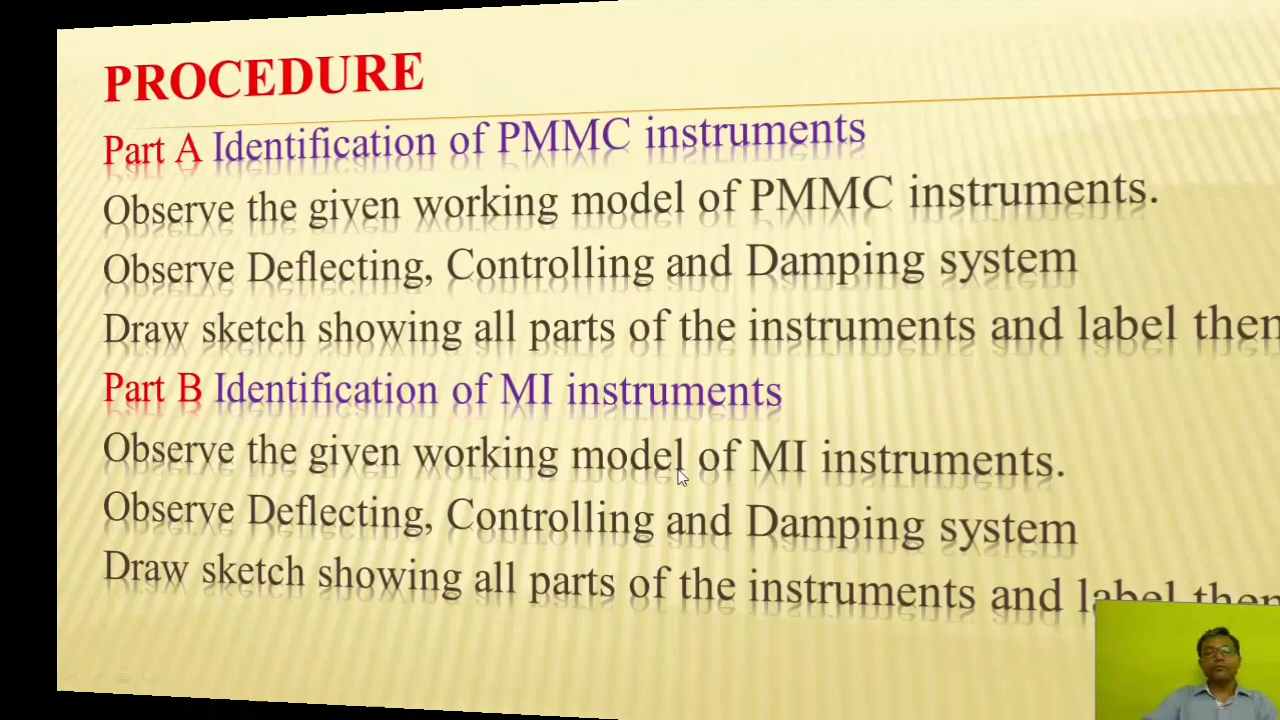 PROCEDURE
Part A Identification of PMMC instruments
Observe the given working model of PMMC instruments.
Observe Deflecting, Controlling and Damping system
Draw sketch showing all parts of the instruments and label
Part B Identification of MI instruments
Observe the given working model of MI instruments.
Observe Deflecting, Controlling and Damping system
Draw sketch showing all parts of the instruments and label